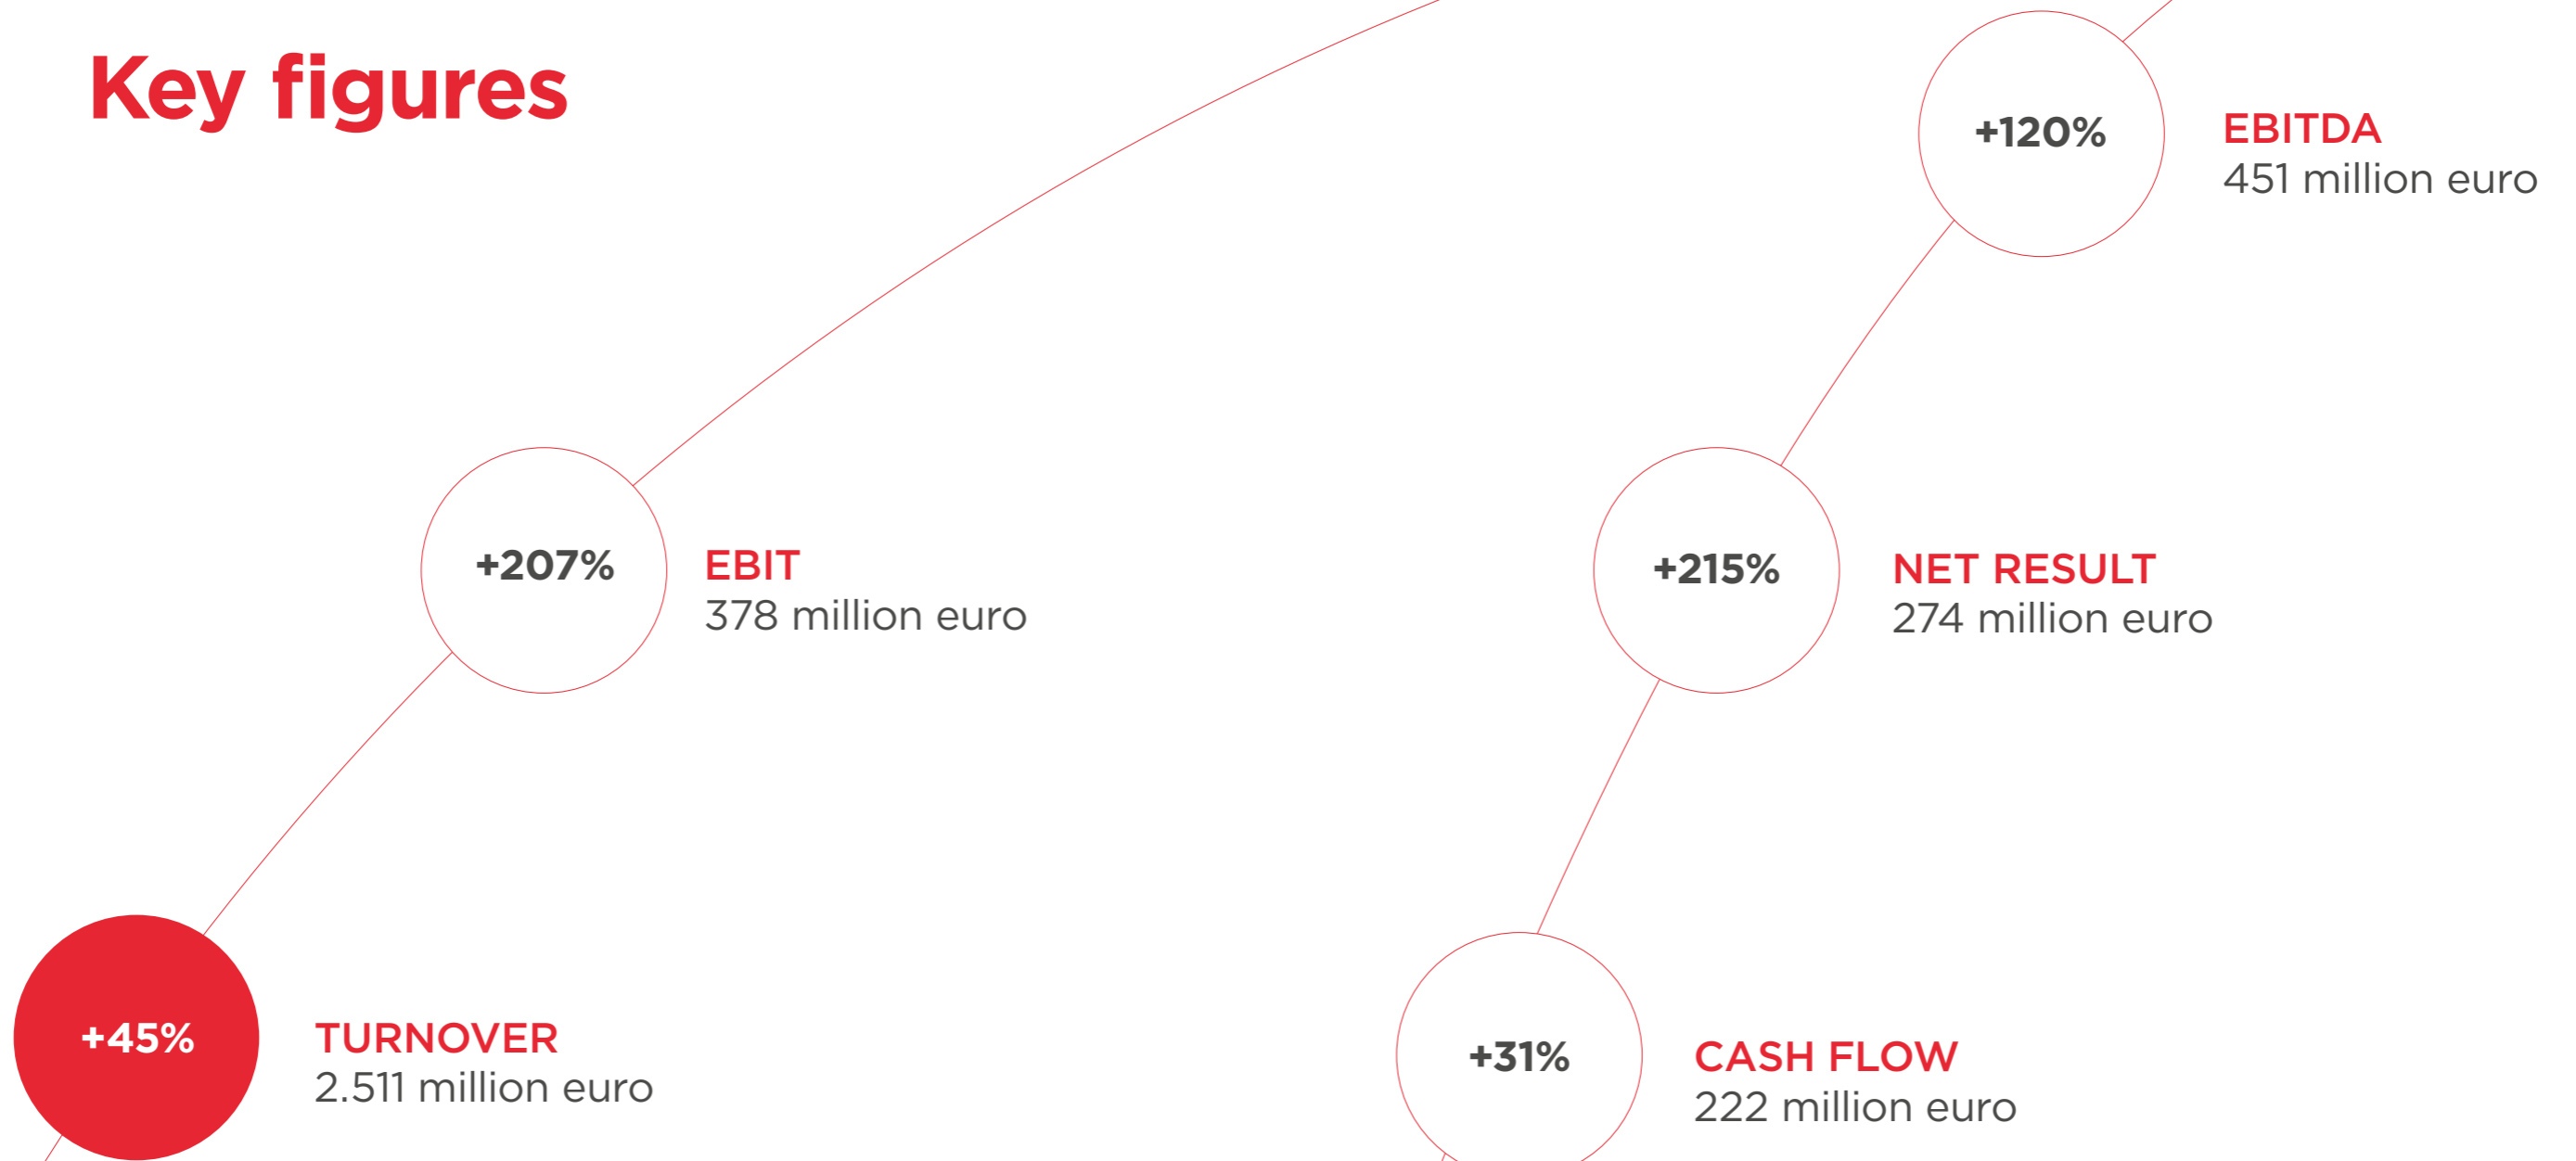 Key figures
+120%
EBITDA
451 million euro
+207%
EBIT
378 million euro
+215%
NET RESULT
274 million euro
+45%
TURNOVER
2.511 million euro
+31%
CASH FLOW
222 million euro